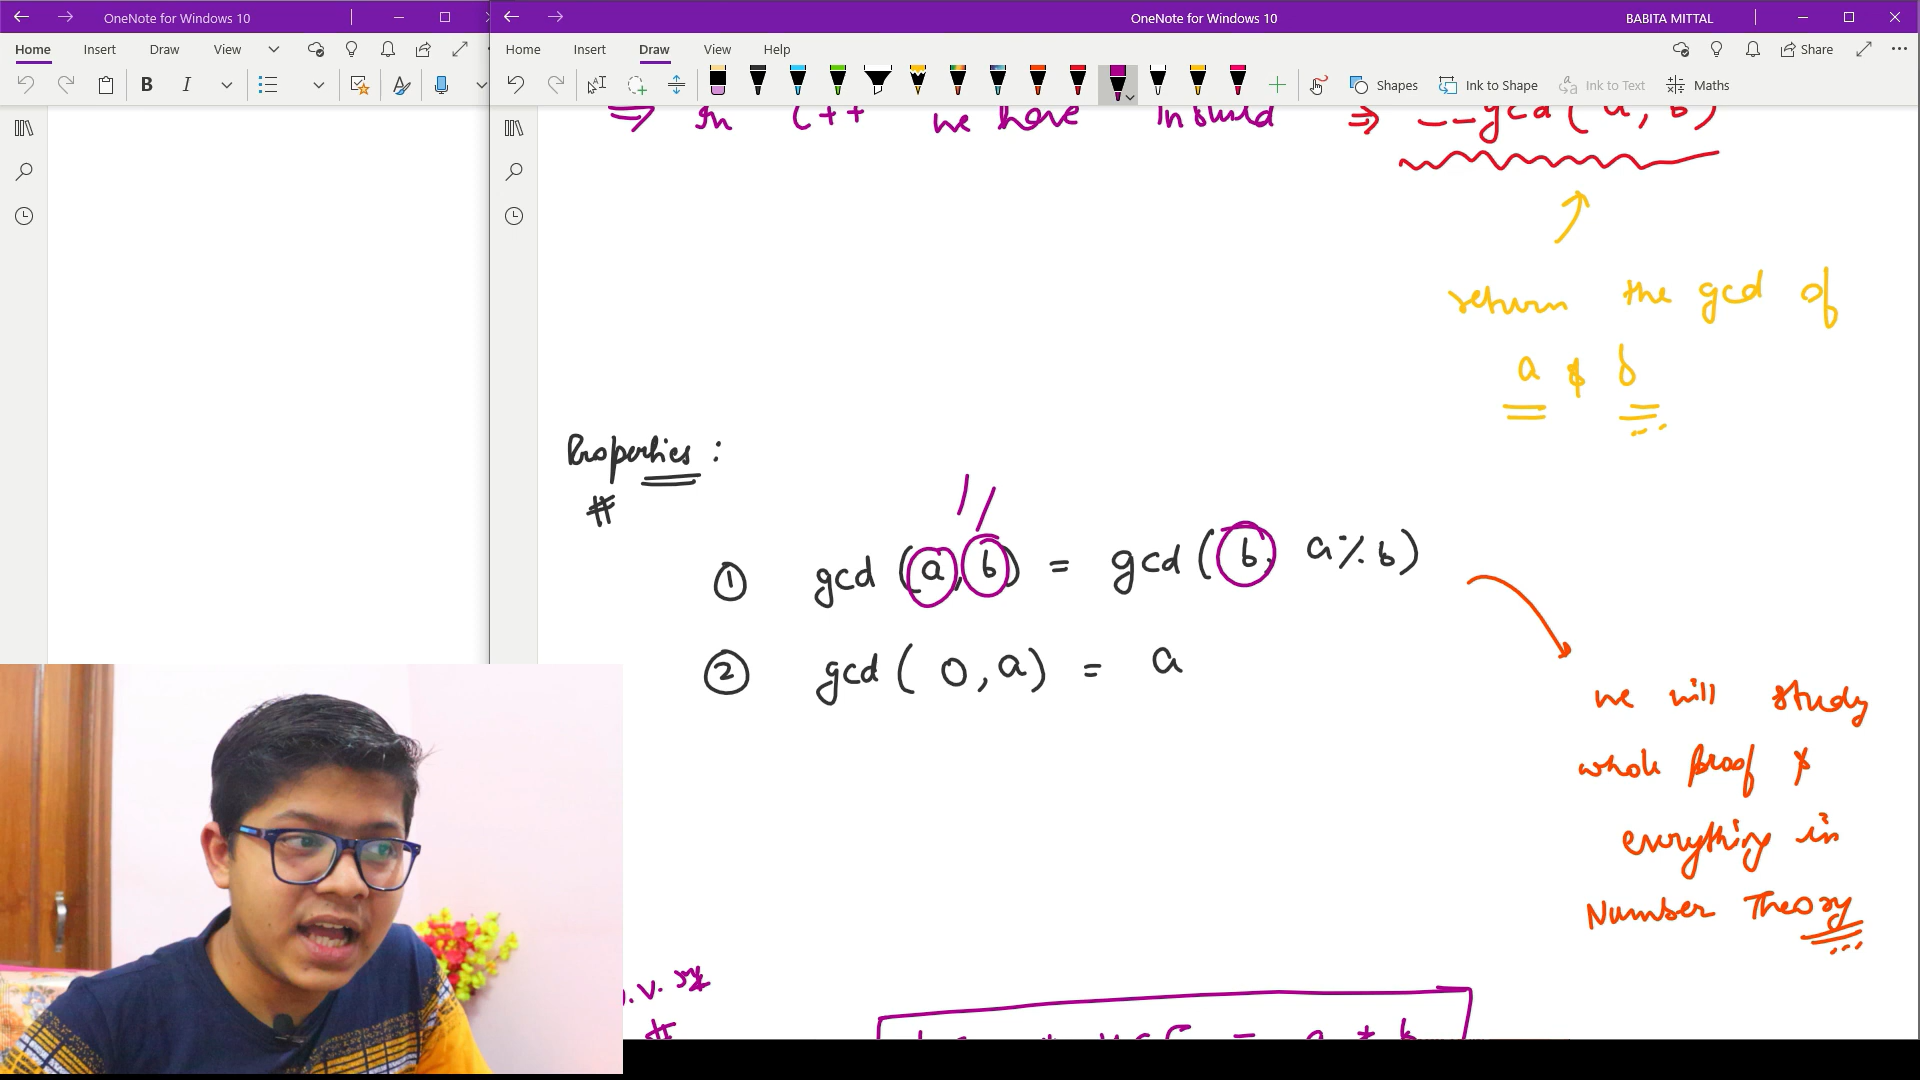 OneNote for Windows 10
OneNote for Windows 10 BABITA MITTAL
Home Insert Draw View
Home Insert Draw View Help Share
B I Shapes Ink to Shape Ink to Text Maths
⇒ In C++ we have Inbuild ⇒ __gcd(a, b)
return the gcd of
a & b
Properties :
#
① gcd (a, b) = gcd (b, a % b)
② gcd ( 0, a) = a
we will study
whole proof &
everything in
Number Theory
= a * b